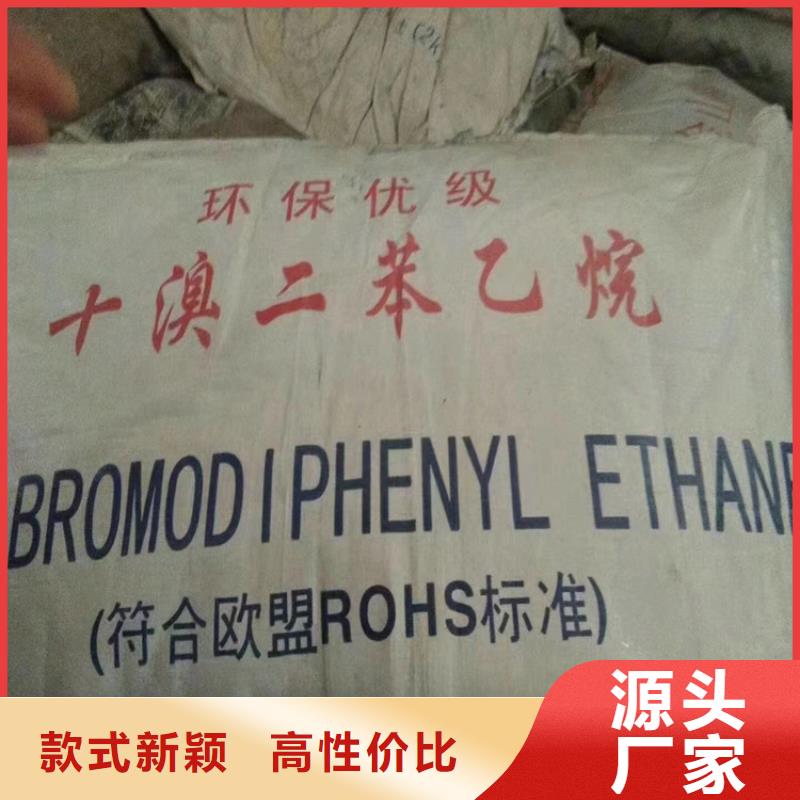 (2k
环保优级
十溴二苯乙烷
BROMODIPHENYL ETHAN
(符合欧盟ROHS标准)
款式新颖 高性价比
源头
厂家